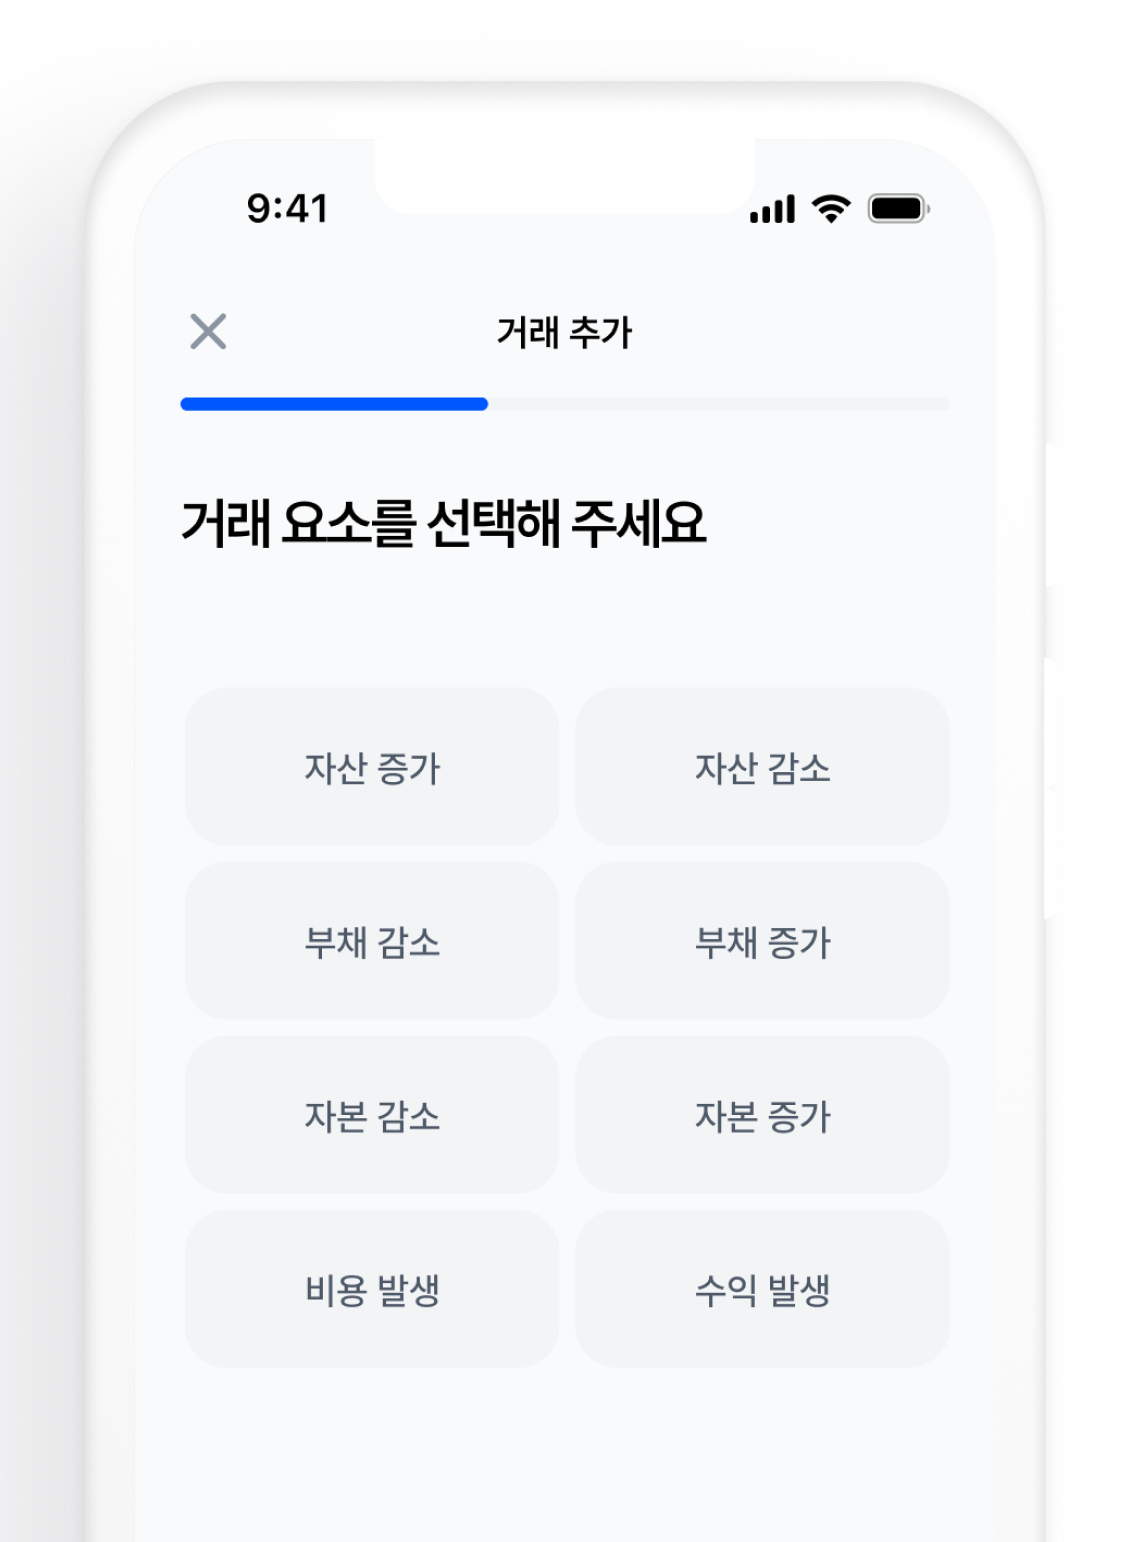 9:41
거래 추가
거래 요소를 선택해 주세요
자산 증가
자산 감소
부채 감소
부채 증가
자본 감소
자본 증가
비용 발생
수익 발생